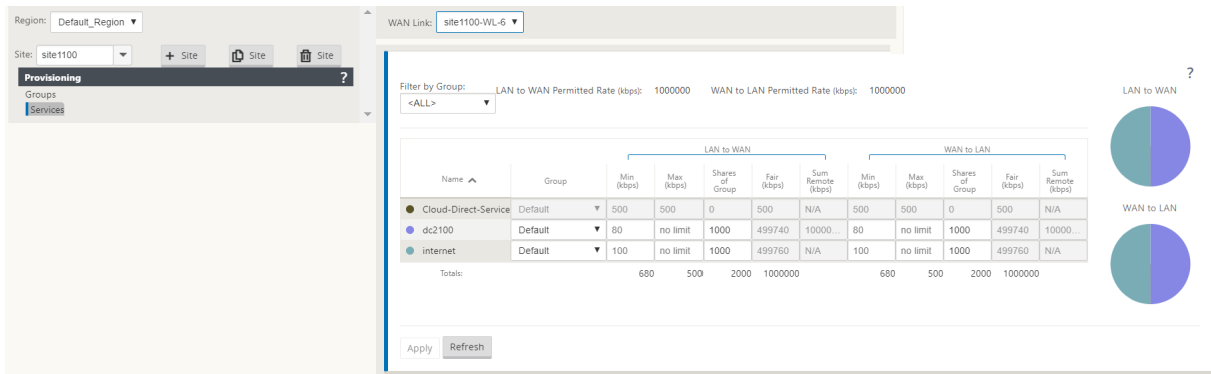 Region: Default_Region ▼
Site: site1100 + Site Site Site
Provisioning ?
Groups
Services
WAN Link: site1100-WL-6 ▼
?
Filter by Group:
<ALL> ▼
LAN to WAN Permitted Rate (kbps): 1000000 WAN to LAN Permitted Rate (kbps): 1000000
LAN to WAN WAN to LAN
Name Group Min (kbps) Max (kbps) Shares of Group Fair (kbps) Sum Remote (kbps) Min (kbps) Max (kbps) Shares of Group Fair (kbps) Sum Remote (kbps)
Cloud-Direct-Service Default ▼ 500 500 0 500 N/A 500 500 0 500 N/A
dc2100 Default ▼ 80 no limit 1000 499740 10000... 80 no limit 1000 499740 10000...
internet Default ▼ 100 no limit 1000 499760 N/A 100 no limit 1000 499760 N/A
Totals: 680 500 2000 1000000 680 500 2000 1000000
Apply Refresh
LAN to WAN
WAN to LAN